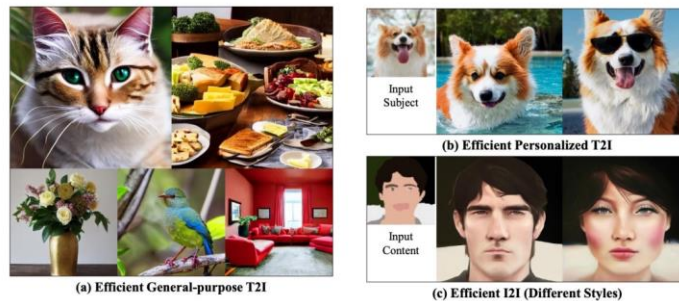 (a) Efficient General-purpose T2I
Input
Subject
(b) Efficient Personalized T2I
Input
Content
(c) Efficient I2I (Different Styles)